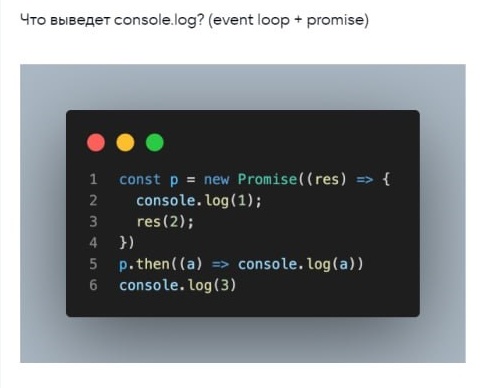 Что выведет console.log? (event loop + promise)
1 const p = new Promise((res) => {
2   console.log(1);
3   res(2);
4 })
5 p.then((a) => console.log(a))
6 console.log(3)